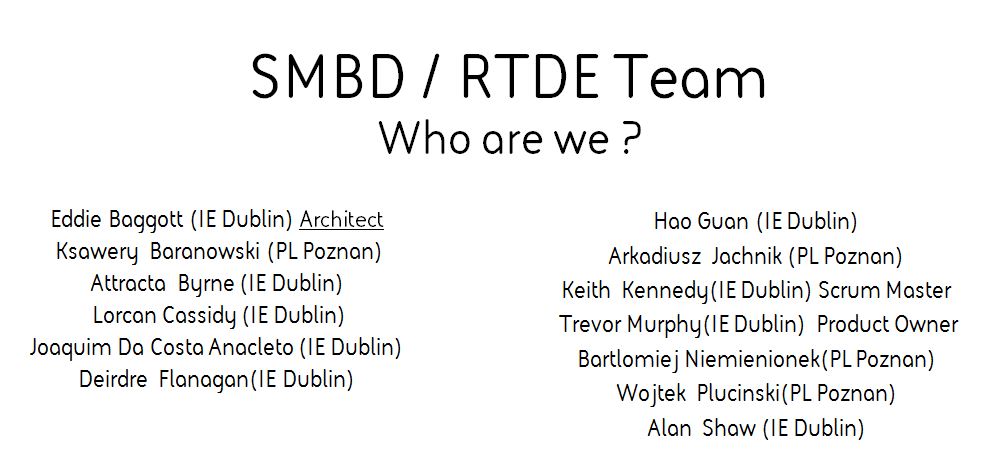 SMBD / RTDE Team
Who are we ?
Eddie Baggott (IE Dublin) Architect
Ksawery Baranowski (PL Poznan)
Attracta Byrne (IE Dublin)
Lorcan Cassidy (IE Dublin)
Joaquim Da Costa Anacleto (IE Dublin)
Deirdre Flanagan(IE Dublin)
Hao Guan (IE Dublin)
Arkadiusz Jachnik (PL Poznan)
Keith Kennedy(IE Dublin) Scrum Master
Trevor Murphy(IE Dublin) Product Owner
Bartlomiej Niemienionek(PL Poznan)
Wojtek Plucinski(PL Poznan)
Alan Shaw (IE Dublin)